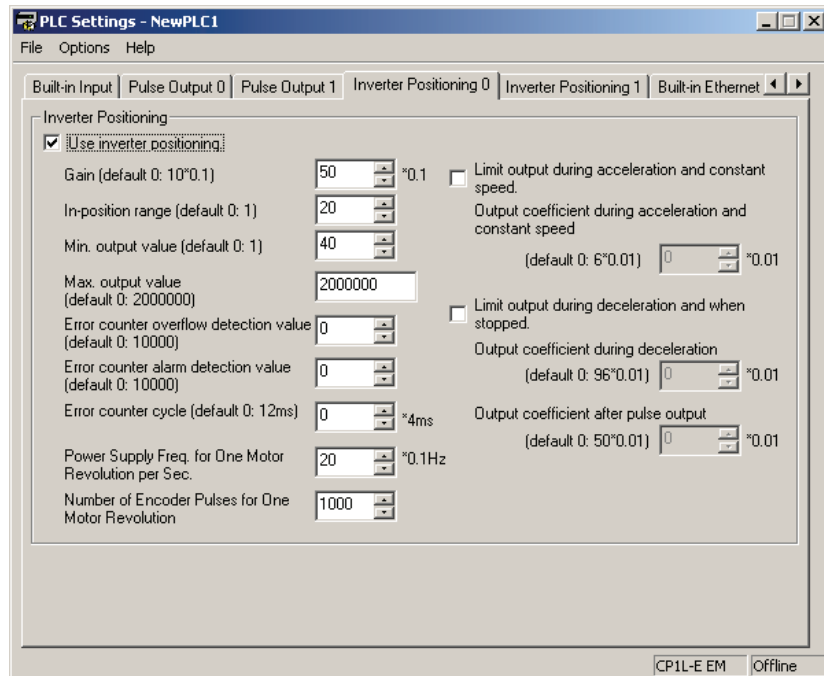 PLC Settings - NewPLC1
File Options Help
Built-in Input Pulse Output 0 Pulse Output 1 Inverter Positioning 0 Inverter Positioning 1 Built-in Ethernet
Inverter Positioning
Use inverter positioning.
Gain (default 0: 10*0.1) 50 *0.1
In-position range (default 0: 1) 20
Min. output value (default 0: 1) 40
Max. output value
(default 0: 2000000) 2000000
Error counter overflow detection value
(default 0: 10000) 0
Error counter alarm detection value
(default 0: 10000) 0
Error counter cycle (default 0: 12ms) 0 *4ms
Power Supply Freq. for One Motor
Revolution per Sec. 20 *0.1Hz
Number of Encoder Pulses for One
Motor Revolution 1000
Limit output during acceleration and constant
speed.
Output coefficient during acceleration and
constant speed
(default 0: 6*0.01) 0 *0.01
Limit output during deceleration and when
stopped.
Output coefficient during deceleration
(default 0: 96*0.01) 0 *0.01
Output coefficient after pulse output
(default 0: 50*0.01) 0 *0.01
CP1L-E EM Offline